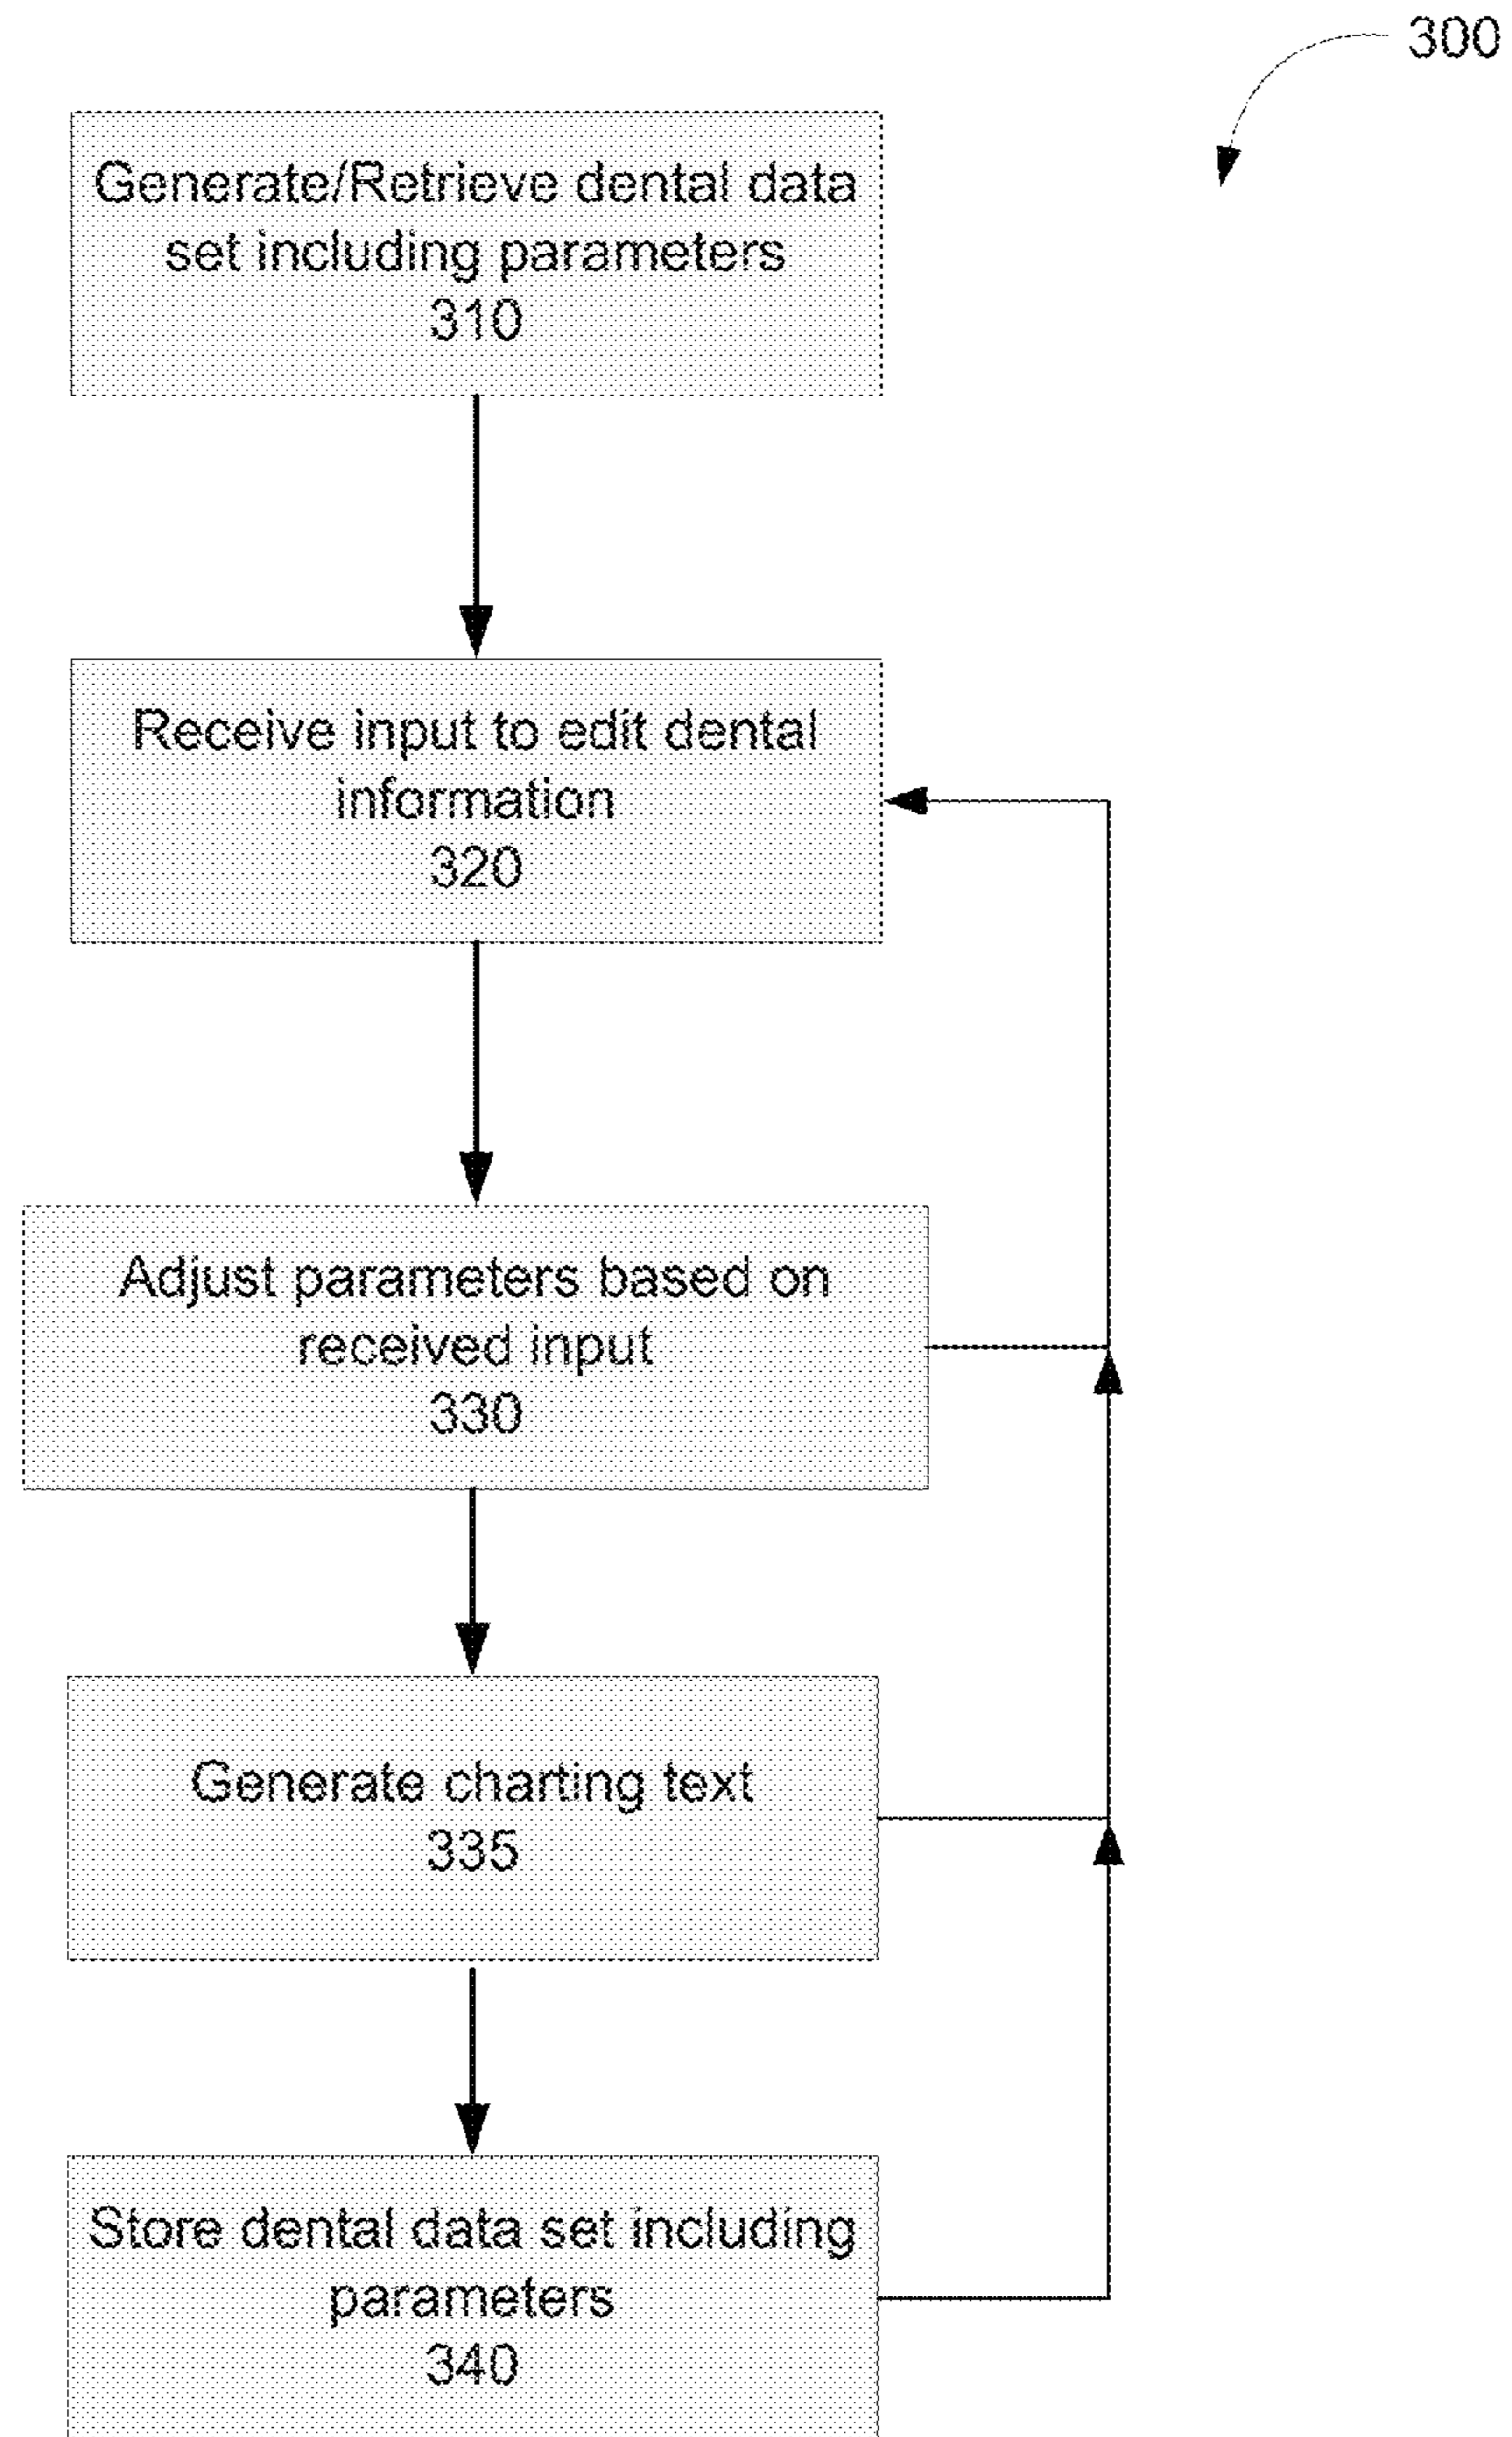 300
Generate/Retrieve dental data
set including parameters
310
Receive input to edit dental
information
320
Adjust parameters based on
received input
330
Generate charting text
335
Store dental data set including
parameters
340